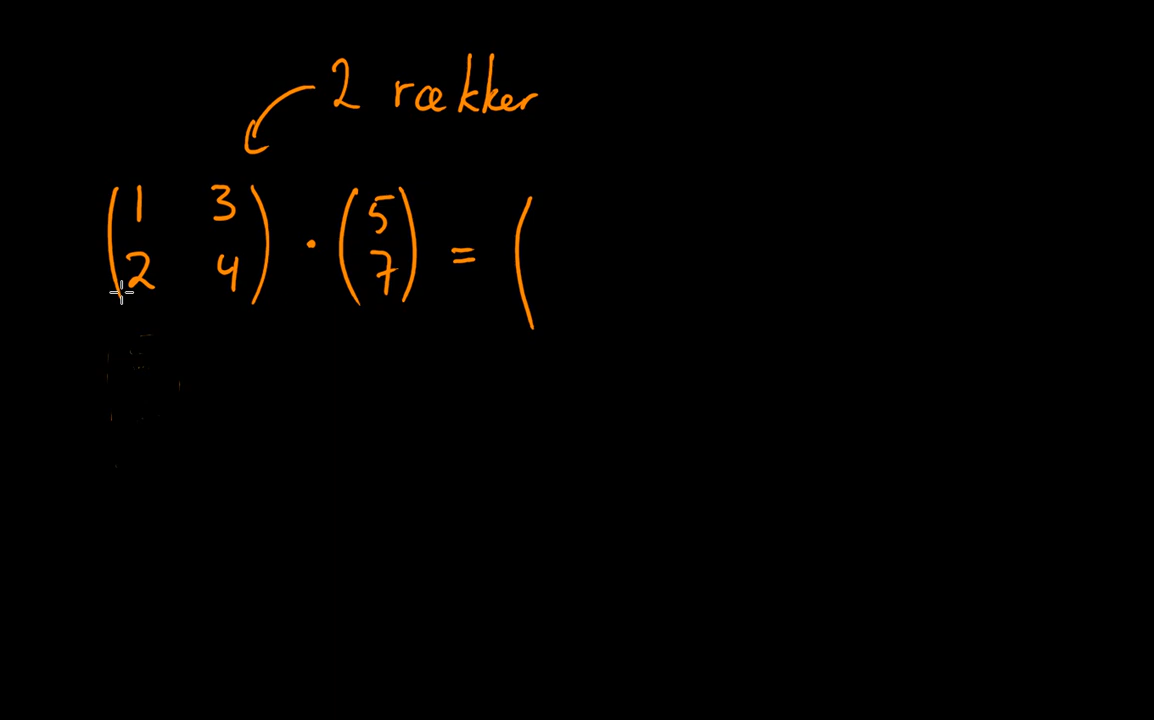 2 rækker
( 1 3 ) · ( 5 ) = (
( 2 4 ) ( 7 )